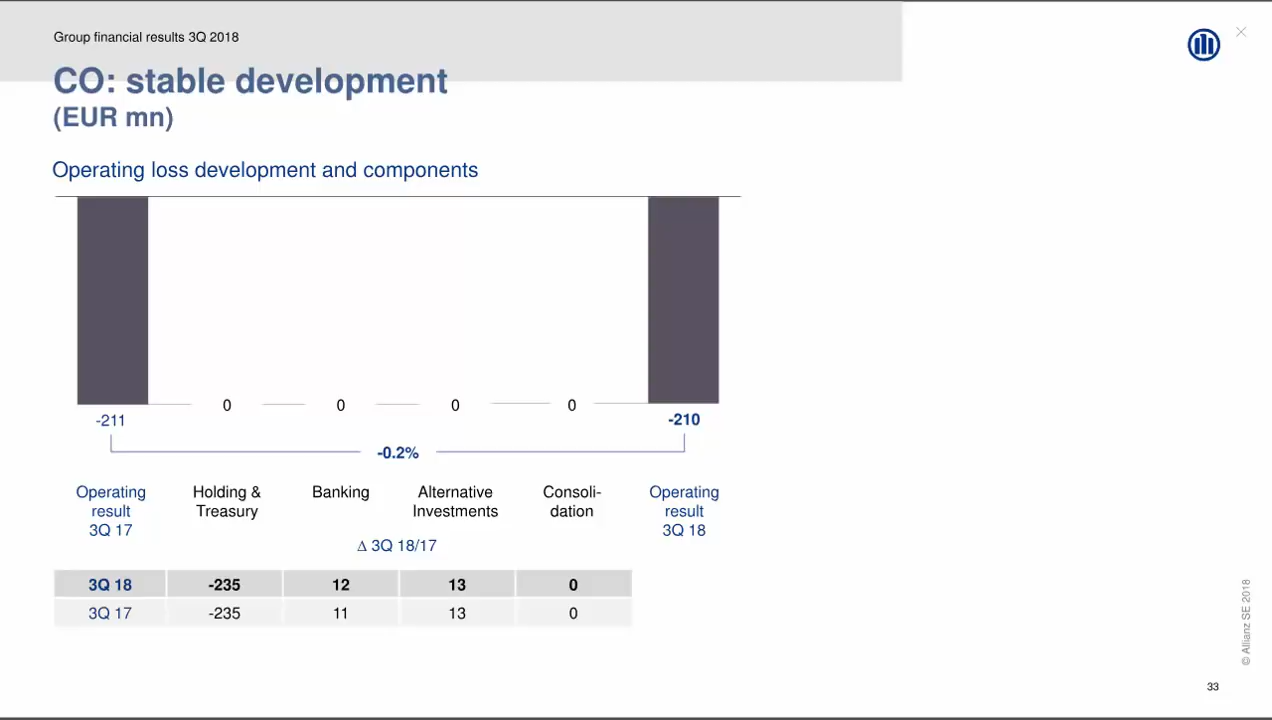 Group financial results 3Q 2018
CO: stable development
(EUR mn)
Operating loss development and components
0 0 0 0
-211 -210
-0.2%
Operating result 3Q 17
Holding & Treasury
Banking
Alternative Investments
Consoli-dation
Operating result 3Q 18
∆ 3Q 18/17
3Q 18 -235 12 13 0
3Q 17 -235 11 13 0
© Allianz SE 2018
33